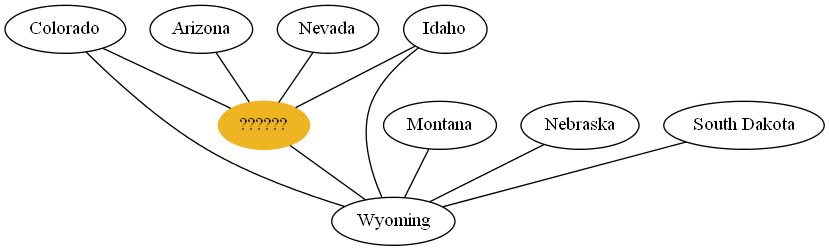 Colorado
Arizona
Nevada
Idaho
??????
Montana
Nebraska
South Dakota
Wyoming